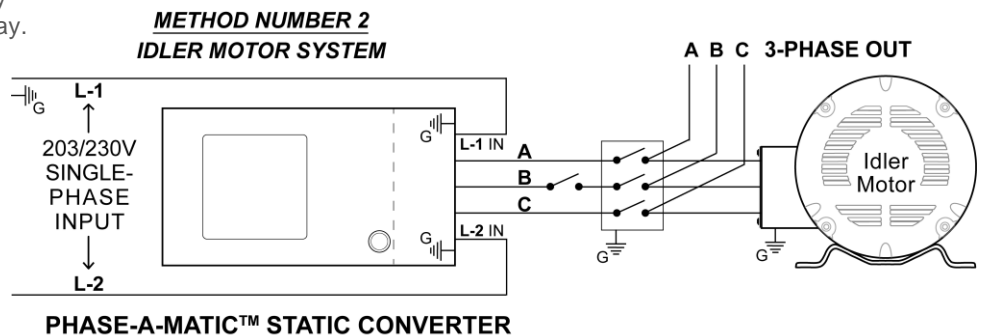 ay.
METHOD NUMBER 2
IDLER MOTOR SYSTEM
A B C 3-PHASE OUT
G
L-1
203/230V
SINGLE-
PHASE
INPUT
L-2
G
L-1 IN
A
B
C
G
L-2 IN
G
G
Idler
Motor
PHASE-A-MATIC™ STATIC CONVERTER